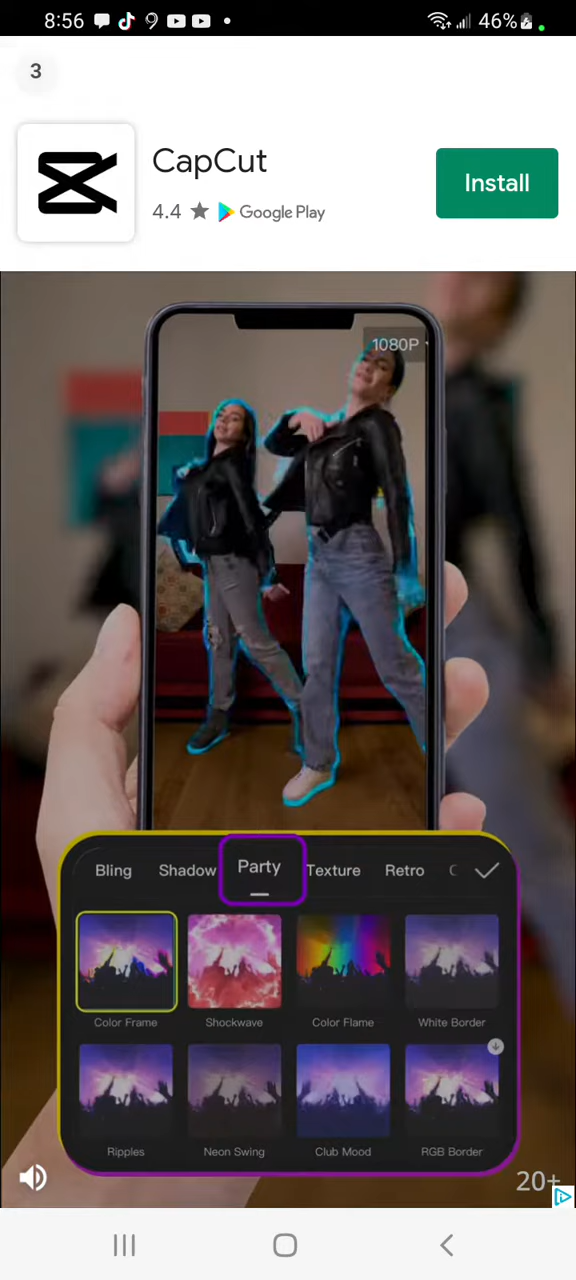 8:56
46%
3
CapCut
4.4 ★ Google Play
Install
1080P
Bling Shadow Party Texture Retro
Color Frame Shockwave Color Flame White Border
Ripples Neon Swing Club Mood RGB Border
20+